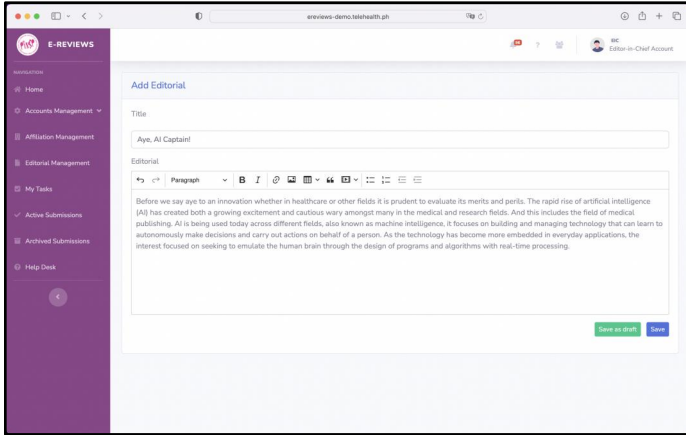 ereviews-demo.telehealth.ph
E-REVIEWS
EIC
Editor-in-Chief Account
NAVIGATION
Home
Accounts Management
Affiliation Management
Editorial Management
My Tasks
Active Submissions
Archived Submissions
Help Desk
Add Editorial
Title
Aye, AI Captain!
Editorial
Paragraph
B I
Before we say aye to an innovation whether in healthcare or other fields it is prudent to evaluate its merits and perils. The rapid rise of artificial intelligence
(AI) has created both a growing excitement and cautious wary amongst many in the medical and research fields. And this includes the field of medical
publishing. AI is being used today across different fields, also known as machine intelligence, it focuses on building and managing technology that can learn to
autonomously make decisions and carry out actions on behalf of a person. As the technology has become more embedded in everyday applications, the
interest focused on seeking to emulate the human brain through the design of programs and algorithms with real-time processing.
Save as draft
Save